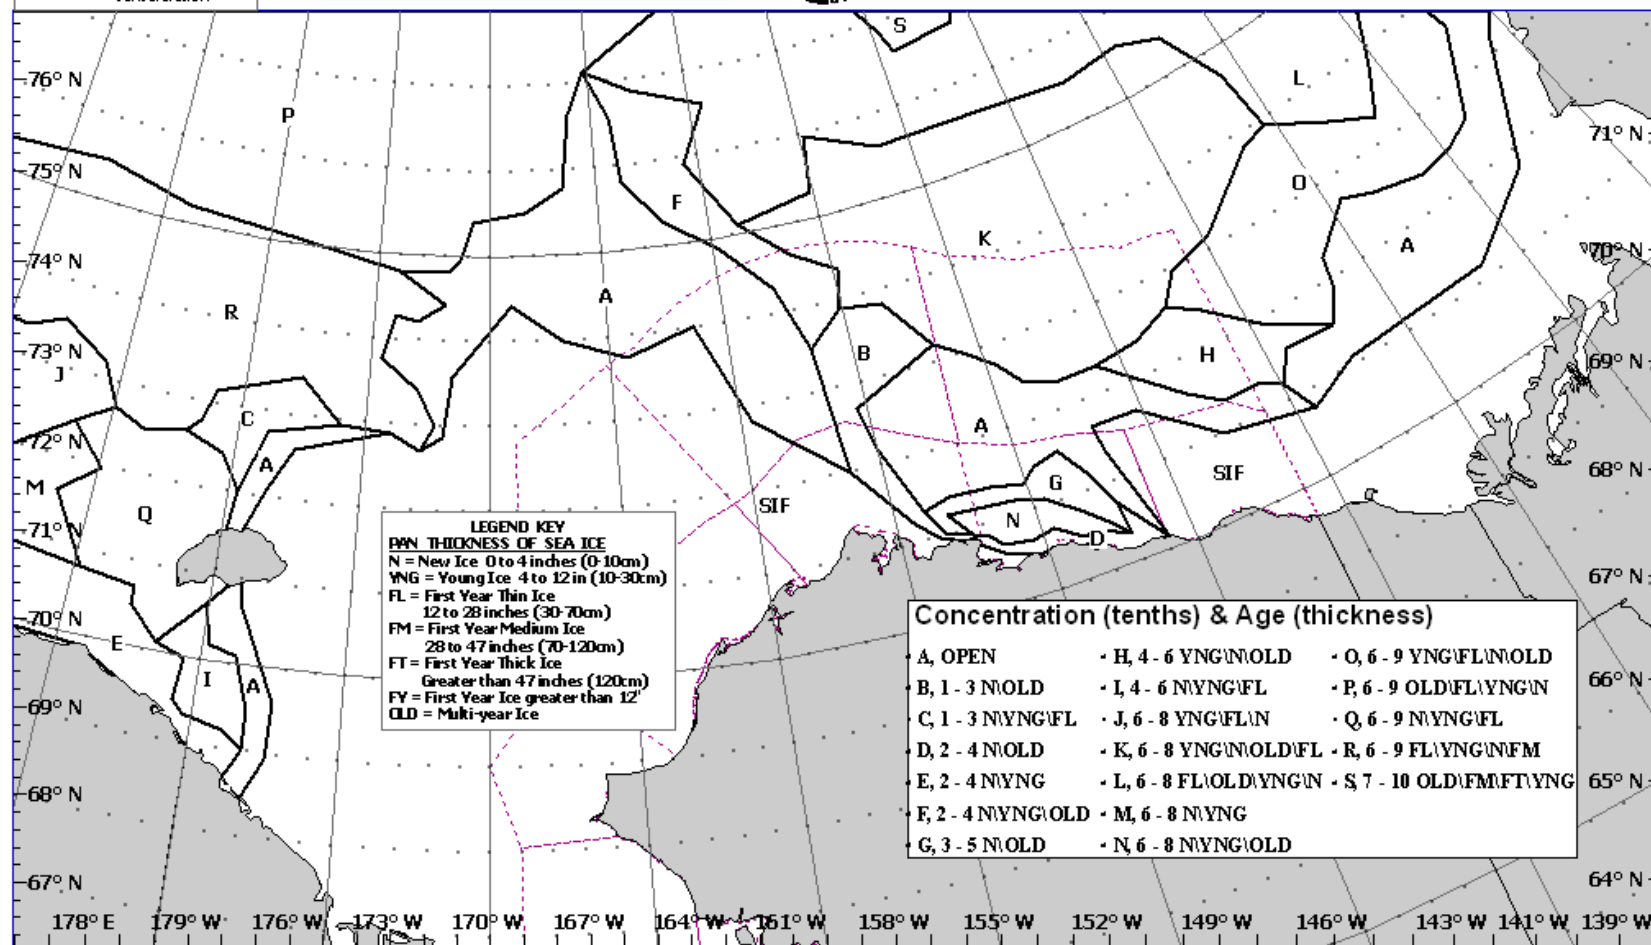 S
76° N
L
P
71° N
75° N
O
F
K
A
70° N
74° N
A
R
73° N
J
B
H
69° N
C
A
72° N
A
G
SIF
68° N
M
Q
SIF
N
71° N
D
LEGEND KEY
PAN THICKNESS OF SEA ICE
N = New Ice 0 to 4 inches (0-10cm)
YNG = Young Ice 4 to 12 in (10-30cm)
FL = First Year Thin Ice
12 to 28 inches (30-70cm)
FM = First Year Medium Ice
28 to 47 inches (70-120cm)
FT = First Year Thick Ice
Greater than 47 inches (120cm)
FY = First Year Ice greater than 12"
OLD = Multi-year Ice
67° N
70° N
E
I
A
69° N
68° N
67° N
Concentration (tenths) & Age (thickness)
A, OPEN
B, 1 - 3 N\OLD
C, 1 - 3 N\YNG\FL
D, 2 - 4 N\OLD
E, 2 - 4 N\YNG
F, 2 - 4 N\YNG\OLD
G, 3 - 5 N\OLD
H, 4 - 6 YNG\N\OLD
I, 4 - 6 N\YNG\FL
J, 6 - 8 YNG\FL\N
K, 6 - 8 YNG\N\OLD\FL
L, 6 - 8 FL\OLD\YNG\N
M, 6 - 8 N\YNG
N, 6 - 8 N\YNG\OLD
O, 6 - 9 YNG\FL\N\OLD
P, 6 - 9 OLD\FL\YNG\N
Q, 6 - 9 N\YNG\FL
R, 6 - 9 FL\YNG\N\FM
S, 7 - 10 OLD\FM\FT\YNG
66° N
65° N
64° N
178° E 179° W 176° W 173° W 170° W 167° W 164° W 161° W 158° W 155° W 152° W 149° W 146° W 143° W 141° W 139° W